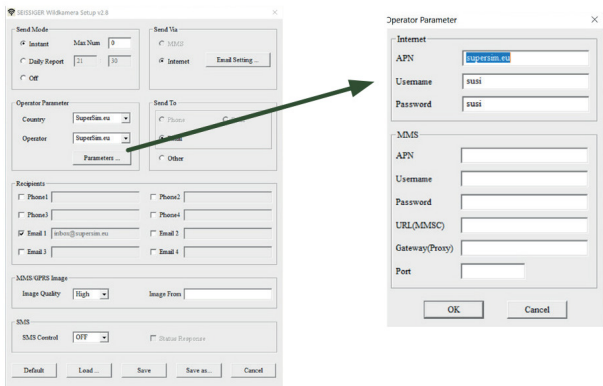 SEISSIGER Wildkamera Setup v2.8
Send Mode
Instant Max Num 0
Daily Report 21 : 30
Off
Send Via
MMS
Internet Email Setting ...
Operator Parameter
Country SuperSim.eu
Operator SuperSim.eu
Parameters ...
Send To
Phone
Email
Other
Recipients
Phone1 Phone2
Phone3 Phone4
Email 1 inbox@supersim.eu Email 2
Email 3 Email 4
MMS/GPRS Image
Image Quality High Image From
SMS
SMS Control OFF Status Response
Default Load ... Save Save as... Cancel
Operator Parameter
Internet
APN supersim.eu
Username susi
Password susi
MMS
APN
Username
Password
URL(MMSC)
Gateway(Proxy)
Port
OK Cancel